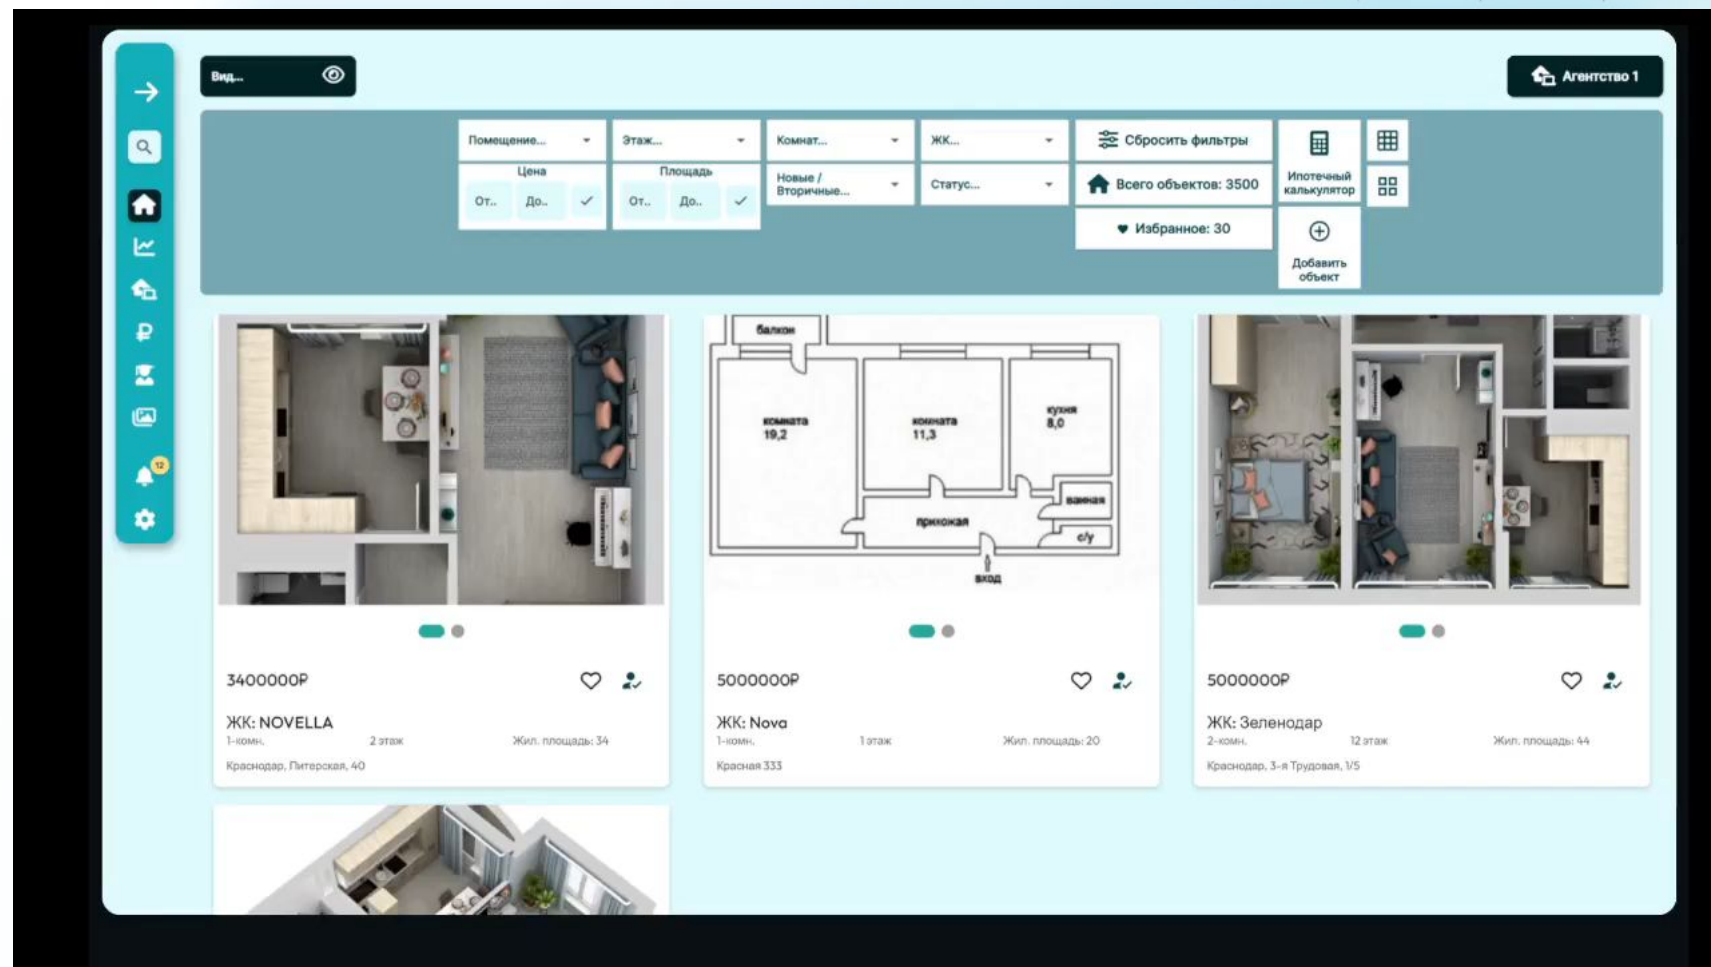 Вид...
Агентство 1
Помещение...
Этаж...
Комнат...
ЖК...
Сбросить фильтры
Ипотечный
калькулятор
Цена
От..
До..
Площадь
От..
До..
Новые /
Вторичные...
Статус...
Всего объектов: 3500
Избранное: 30
Добавить
объект
12
балкон
комната
19,2
комната
11,3
кухня
8,0
ванная
прихожая
с/у
вход
3400000₽
ЖК: NOVELLA
1-комн.
2 этаж
Жил. площадь: 34
Краснодар, Питерская, 40
5000000₽
ЖК: Nova
1-комн.
1 этаж
Жил. площадь: 20
Красная 333
5000000₽
ЖК: Зеленодар
2-комн.
12 этаж
Жил. площадь: 44
Краснодар, 3-я Трудовая, 1/5